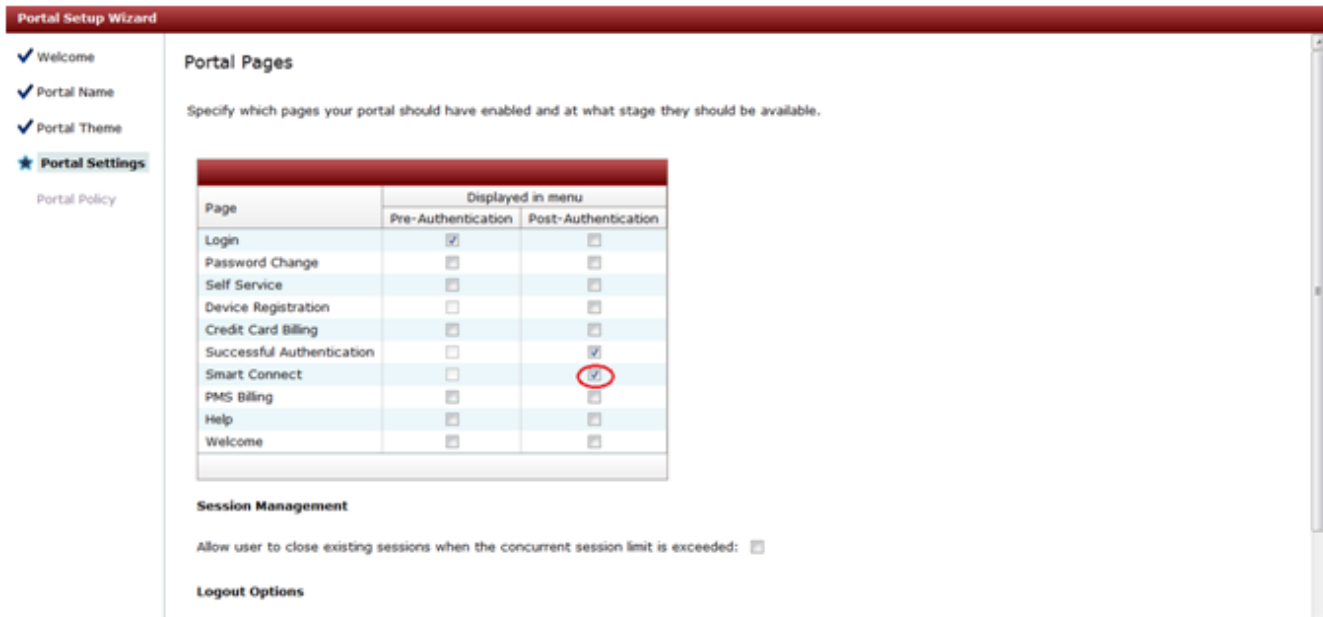 Portal Setup Wizard
Welcome
Portal Name
Portal Theme
Portal Settings
Portal Policy
Portal Pages
Specify which pages your portal should have enabled and at what stage they should be available.
Page
Displayed in menu
Pre-Authentication
Post-Authentication
Login
Password Change
Self Service
Device Registration
Credit Card Billing
Successful Authentication
Smart Connect
PMS Billing
Help
Welcome
Session Management
Allow user to close existing sessions when the concurrent session limit is exceeded:
Logout Options